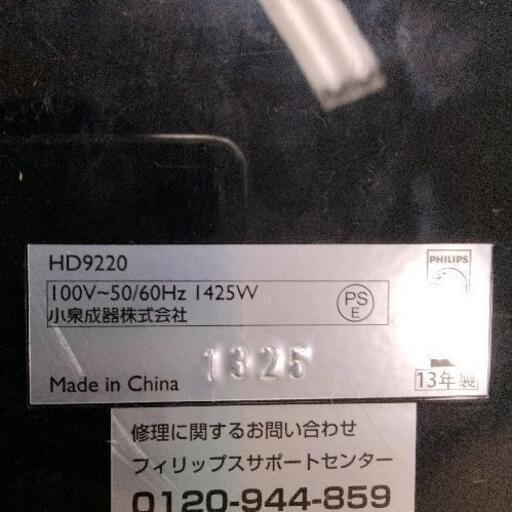 HD9220
PHILIPS
100V~50/60Hz 1425W
小泉成器株式会社
PS
E
1325
Made in China
13年製
修理に関するお問い合わせ
フィリップスサポートセンター
0120-944-859